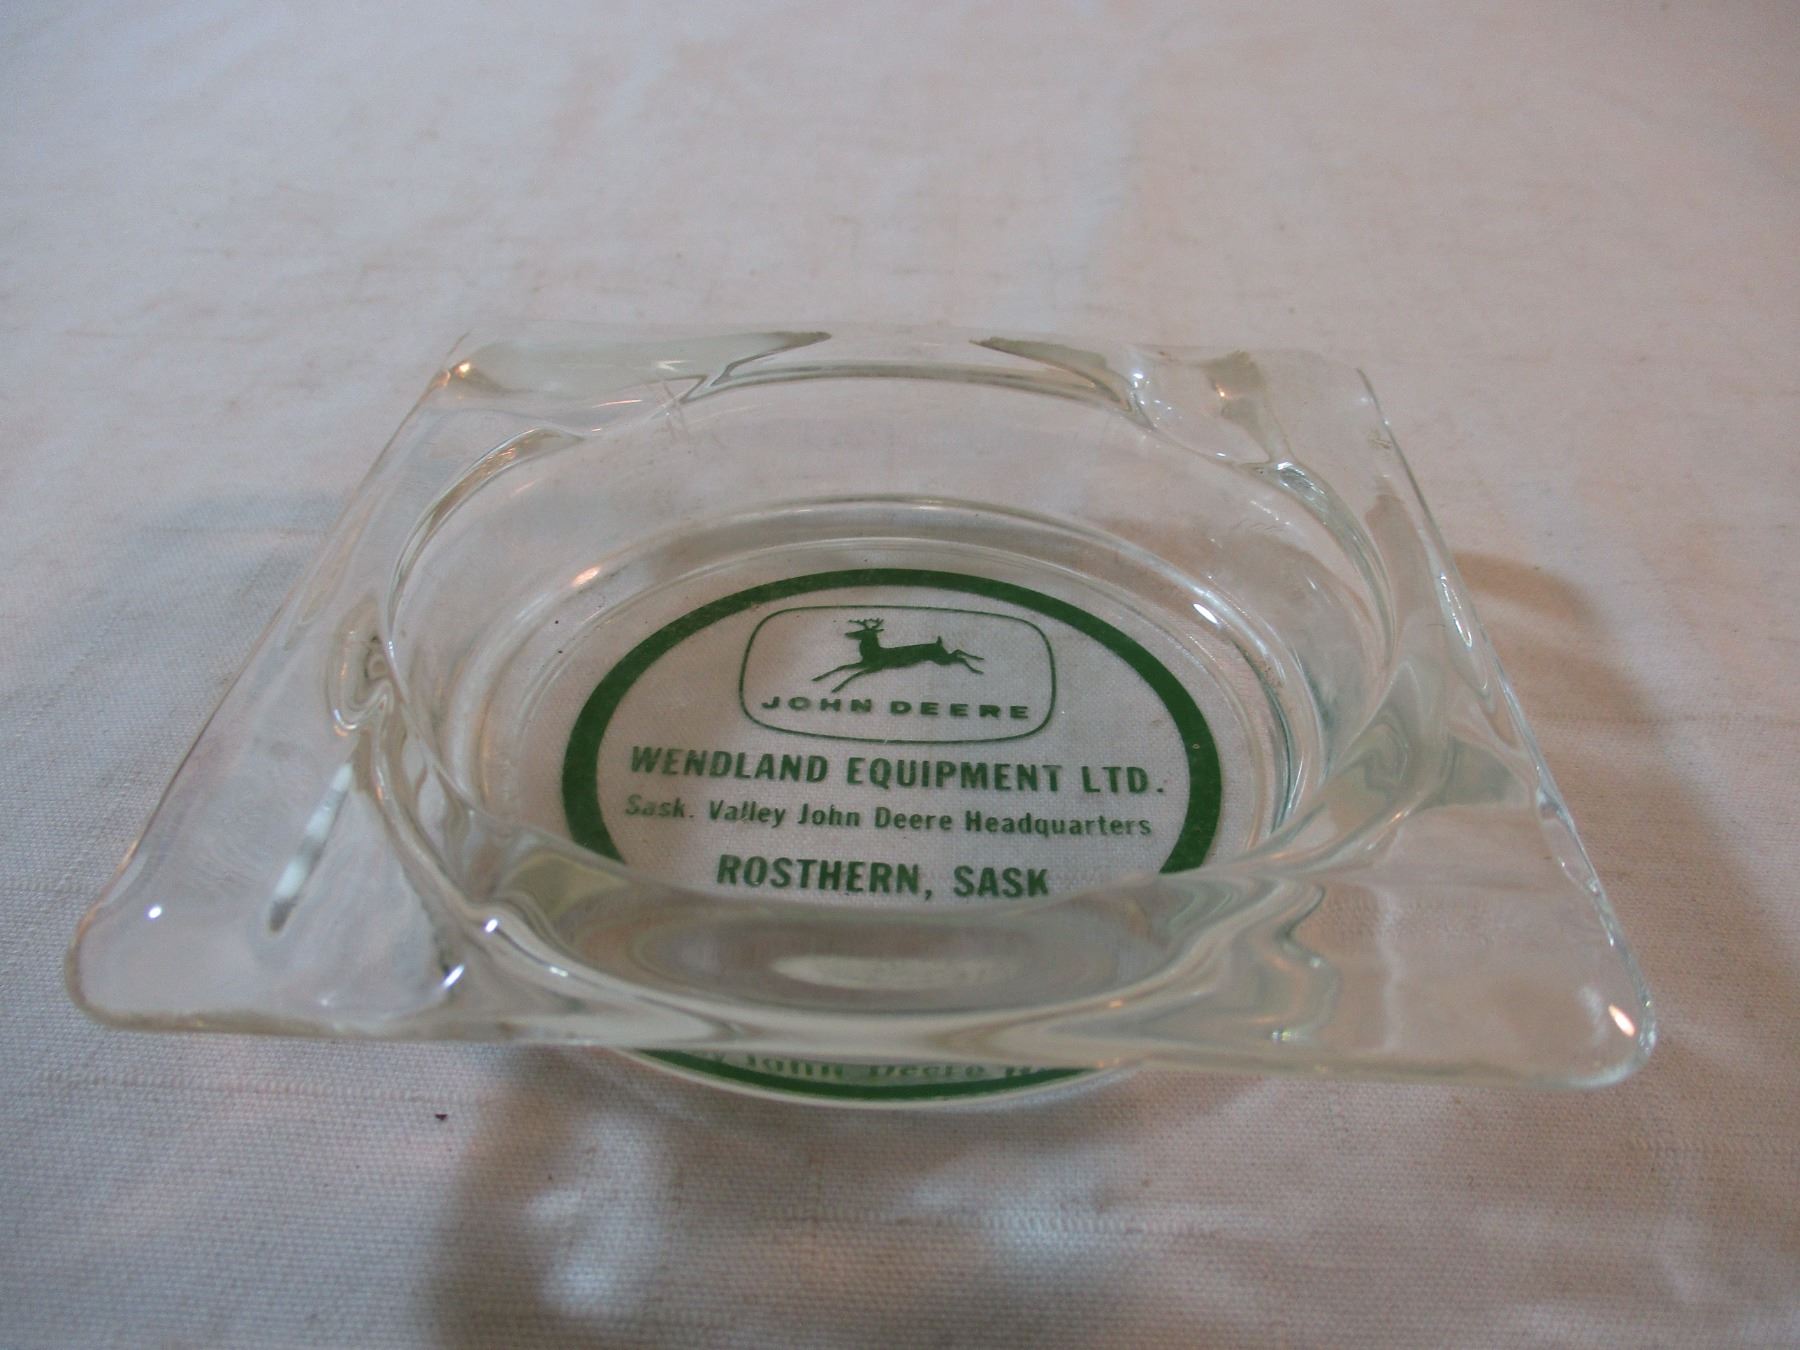 JOHN DEERE
WENDLAND EQUIPMENT LTD.
Sask. Valley John Deere Headquarters
ROSTHERN, SASK